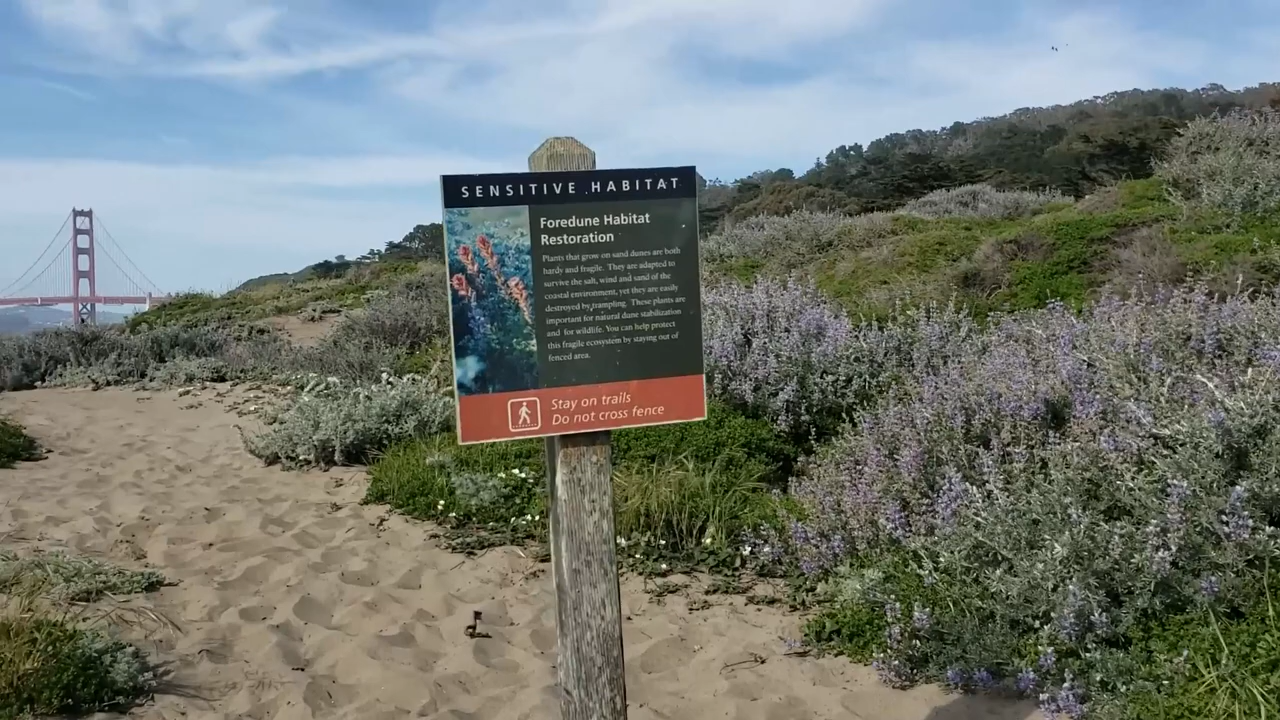 SENSITIVE HABITAT
Foredune Habitat
Restoration
Plants that grow on sand dunes are both
hardy and fragile. They are adapted to
survive the salt, wind and sand of the
coastal environment, yet they are easily
destroyed by trampling. These plants are
important for natural dune stabilization
and for wildlife. You can help protect
this fragile ecosystem by staying out of
fenced area.
Stay on trails
Do not cross fence